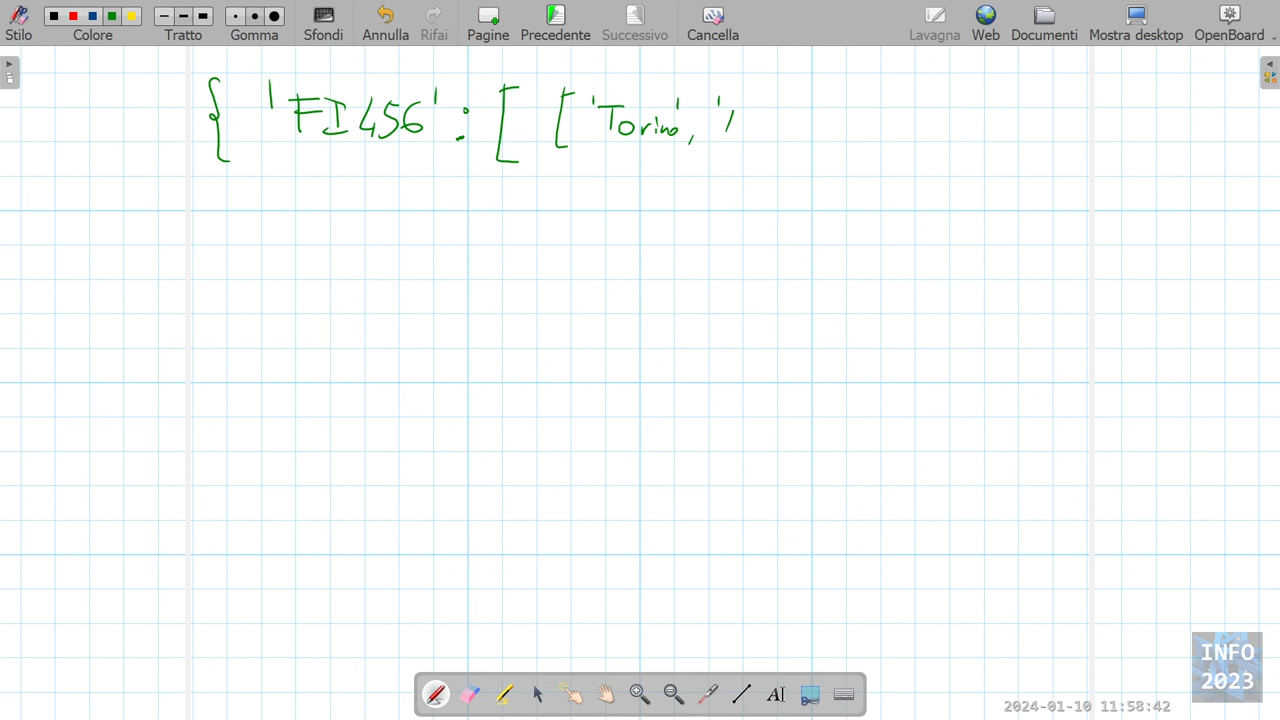 Stilo Colore Tratto Gomma Sfondi Annulla Rifai Pagine Precedente Successivo Cancella Lavagna Web Documenti Mostra desktop OpenBoard
{ 'FI456' : [ ['Torino', '
INFO
2023
2024-01-10 11:58:42